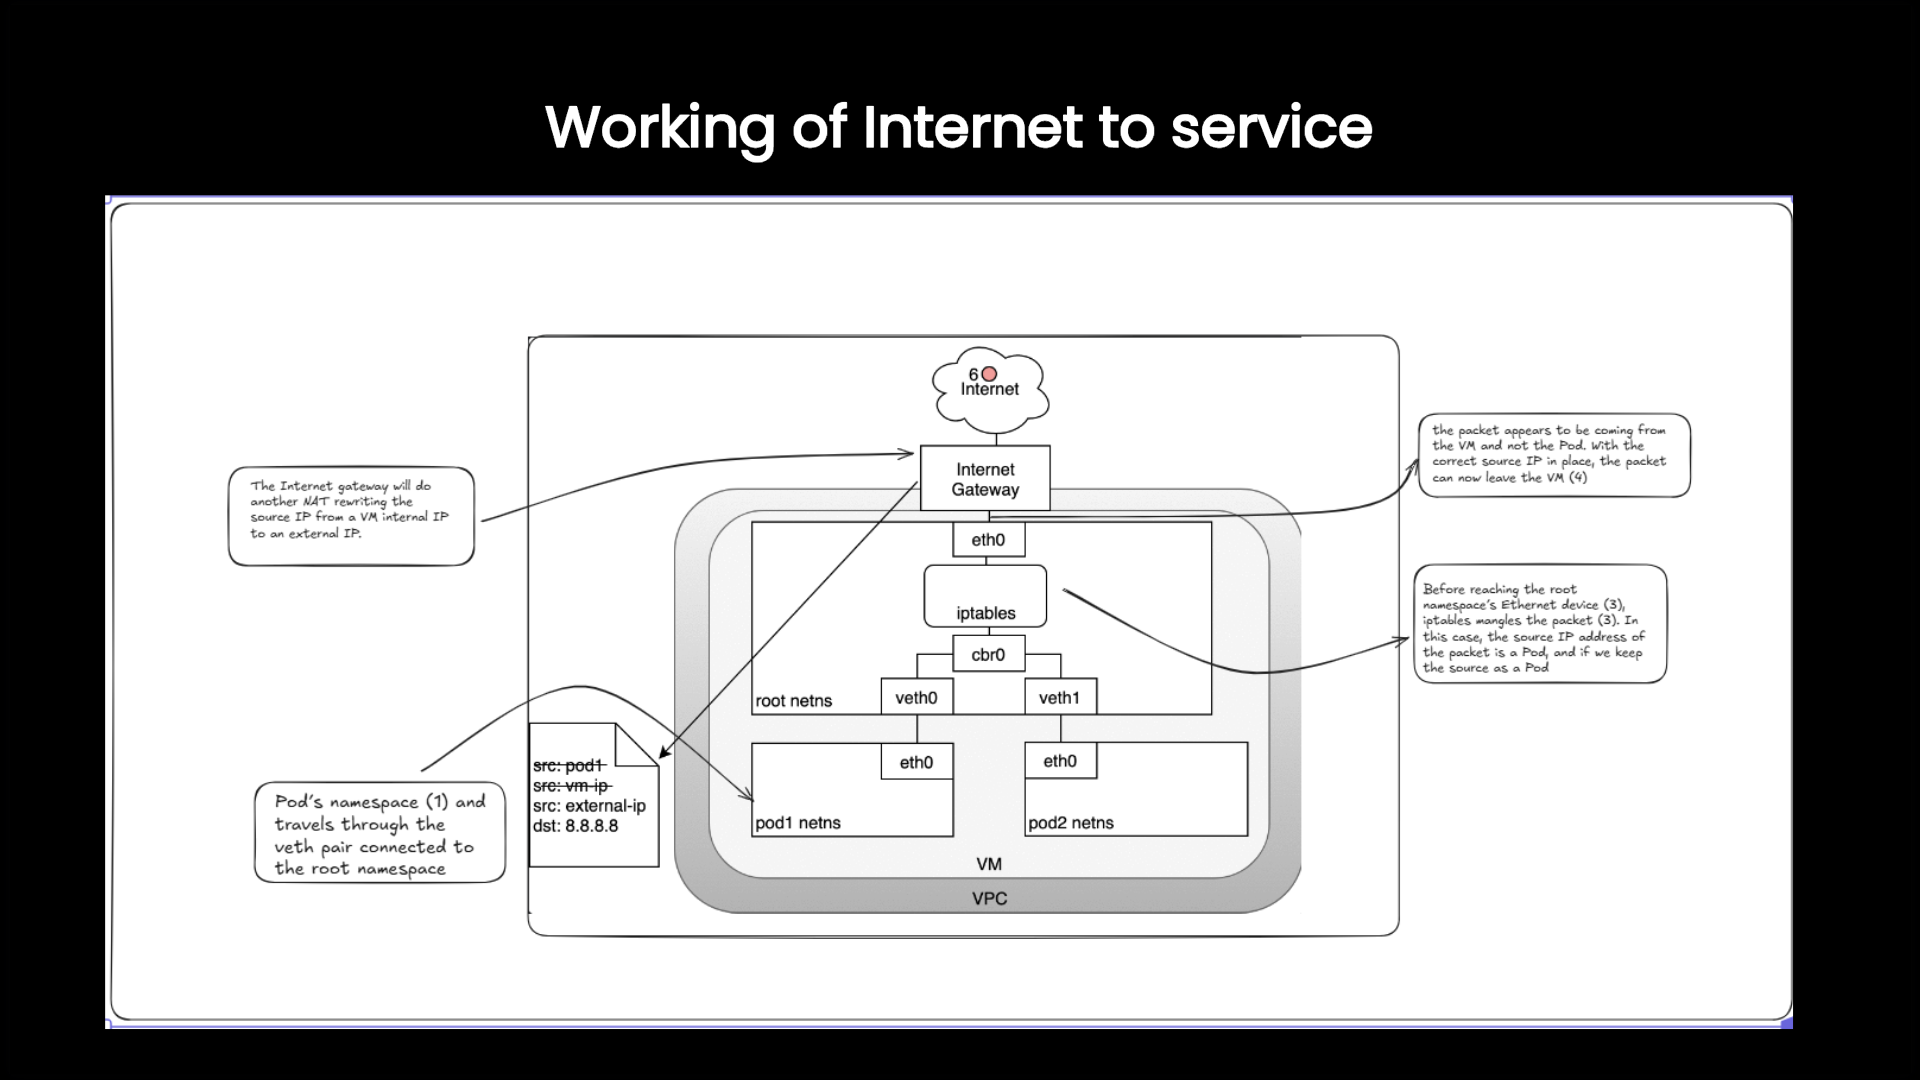 Working of Internet to service
6
Internet
Internet
Gateway
The Internet gateway will do
another NAT rewriting the
source IP from a VM internal IP
to an external IP.
the packet appears to be coming from
the VM and not the Pod. With the
correct source IP in place, the packet
can now leave the VM (4)
eth0
iptables
cbr0
root netns
veth0
veth1
Before reaching the root
namespace's Ethernet device (3),
iptables mangles the packet (3). In
this case, the source IP address of
the packet is a Pod, and if we keep
the source as a Pod
src: pod1
src: vm-ip
src: external-ip
dst: 8.8.8.8
Pod's namespace (1) and
travels through the
veth pair connected to
the root namespace
eth0
pod1 netns
eth0
pod2 netns
VM
VPC